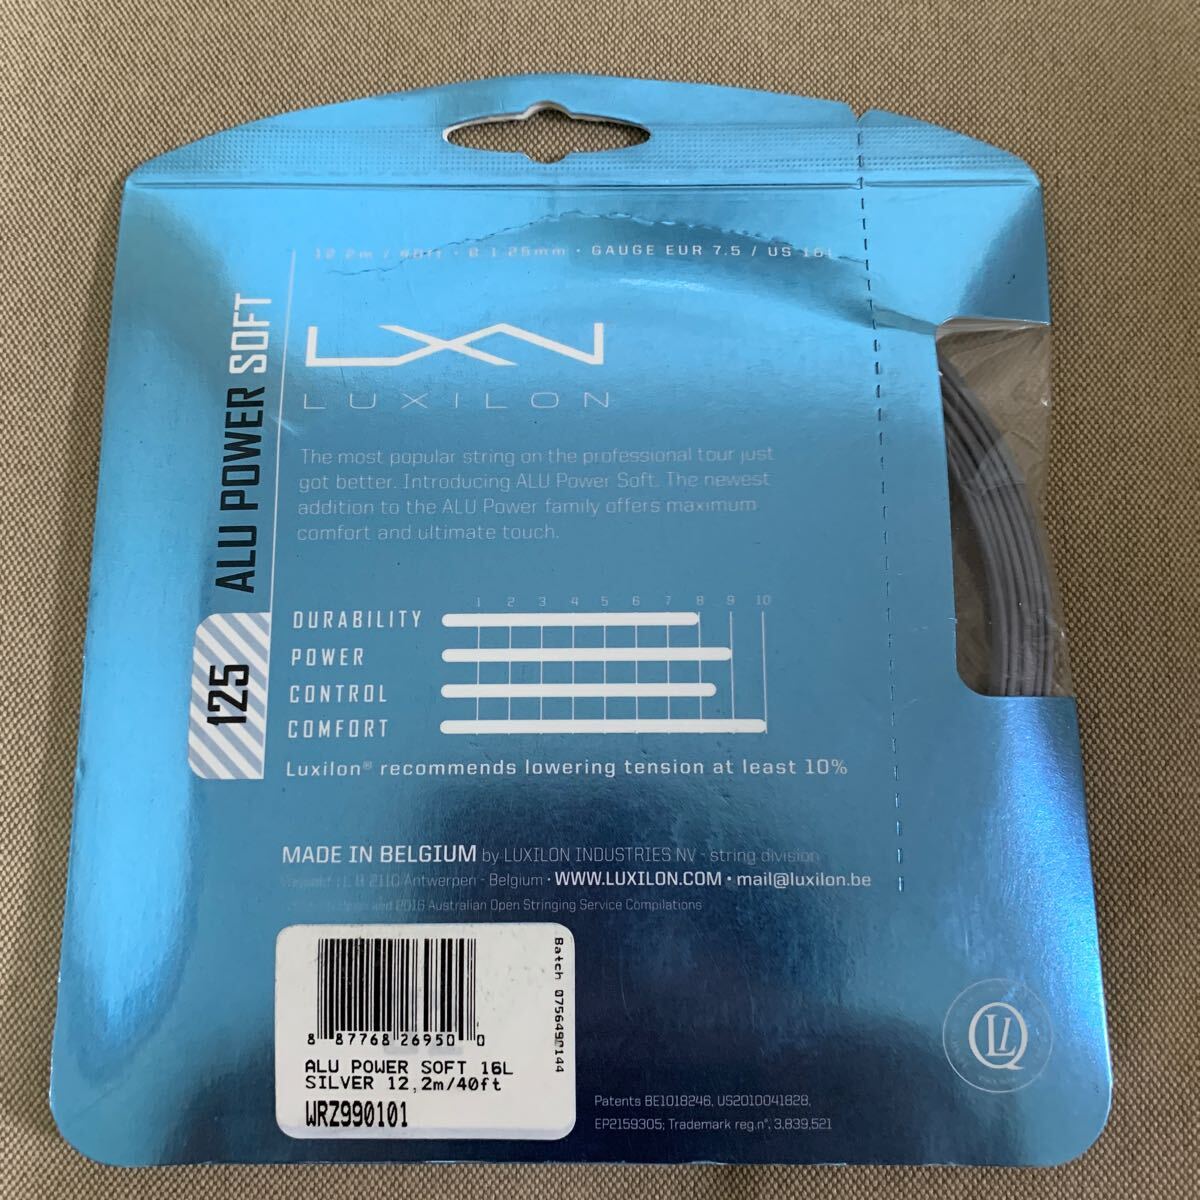 12.2m / 40ft · Ø 1.25mm · GAUGE EUR 7.5 / US 16L
LXN
LUXILON
ALU POWER SOFT
125
The most popular string on the professional tour just
got better. Introducing ALU Power Soft. The newest
addition to the ALU Power family offers maximum
comfort and ultimate touch.
1 2 3 4 5 6 7 8 9 10
DURABILITY
POWER
CONTROL
COMFORT
Luxilon® recommends lowering tension at least 10%
MADE IN BELGIUM by LUXILON INDUSTRIES NV - string division
2110 Antwerpen - Belgium · WWW.LUXILON.COM · mail@luxilon.be
and 2016 Australian Open Stringing Service Compilations
Batch 0756490144
8 87768 26950 0
ALU POWER SOFT 16L
SILVER 12,2m/40ft
WRZ990101
Patents BE1018246, US2010041828,
EP2159305; Trademark reg.n°. 3,839,521